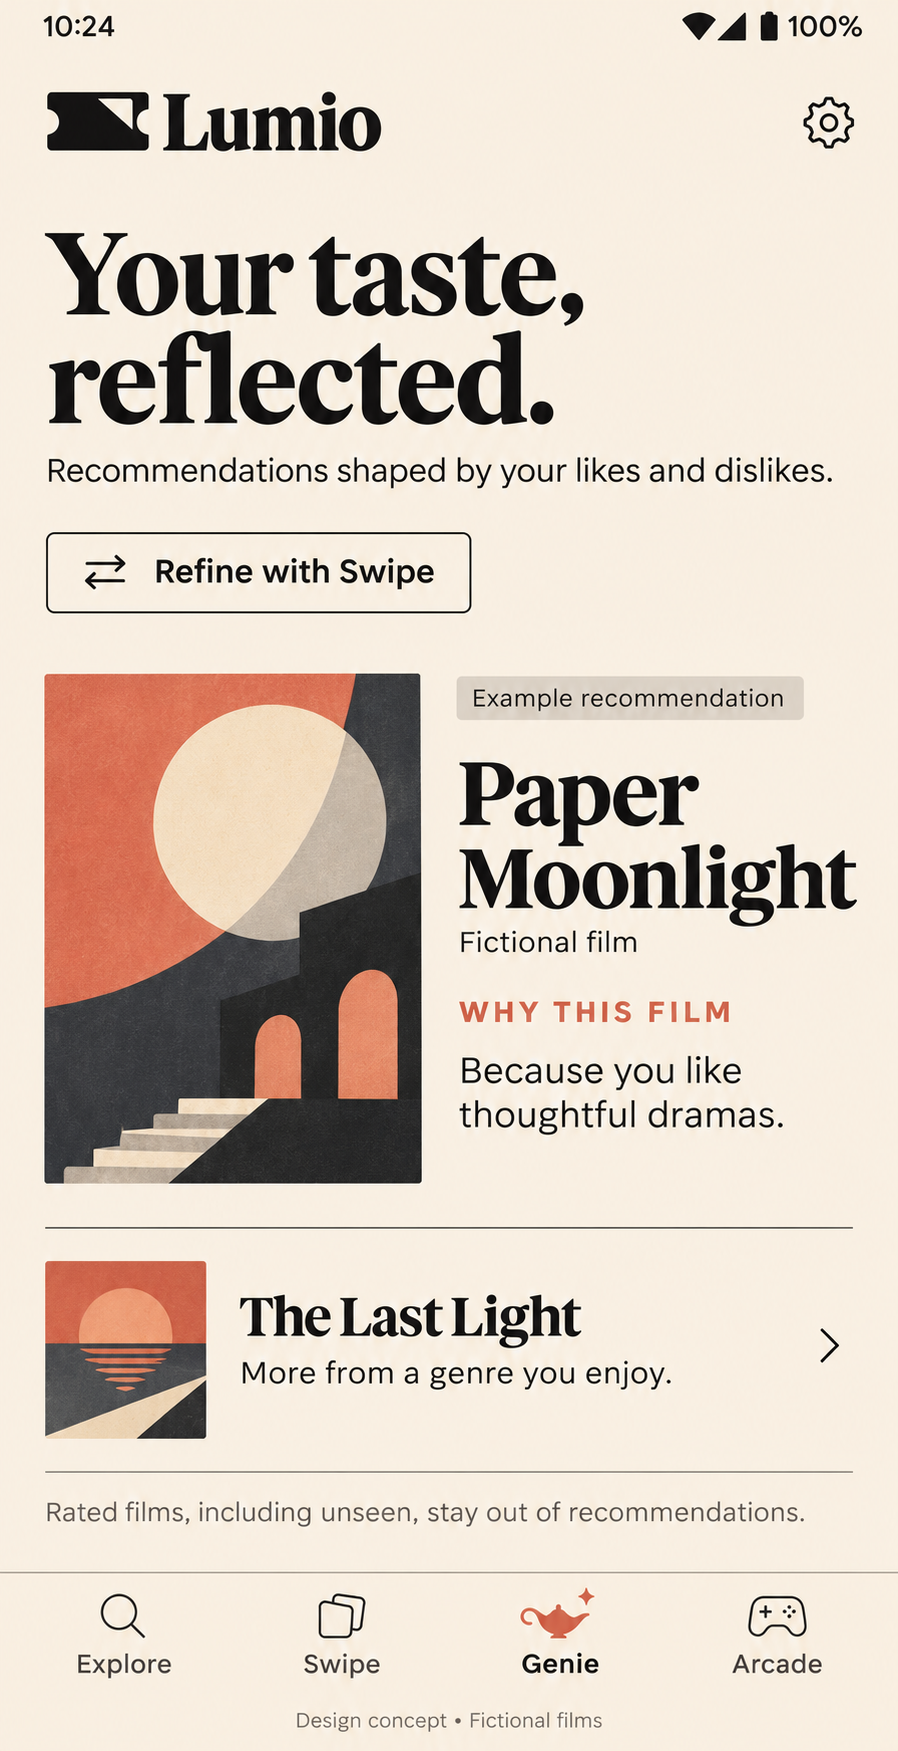 10:24
100%
Lumio
Your taste,
reflected.
Recommendations shaped by your likes and dislikes.
Refine with Swipe
Example recommendation
Paper
Moonlight
Fictional film
WHY THIS FILM
Because you like
thoughtful dramas.
The Last Light
More from a genre you enjoy.
Rated films, including unseen, stay out of recommendations.
Explore
Swipe
Genie
Arcade
Design concept • Fictional films